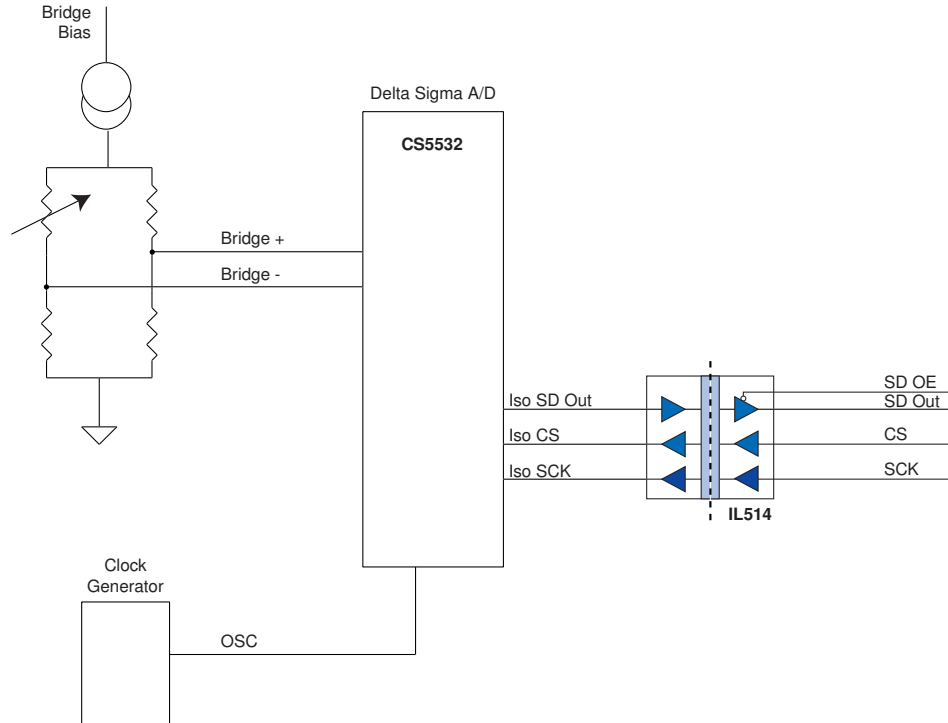 Bridge
Bias
Delta Sigma A/D
CS5532
Bridge +
Bridge -
SD OE
Iso SD Out
SD Out
Iso CS
CS
Iso SCK
SCK
IL514
Clock
Generator
OSC